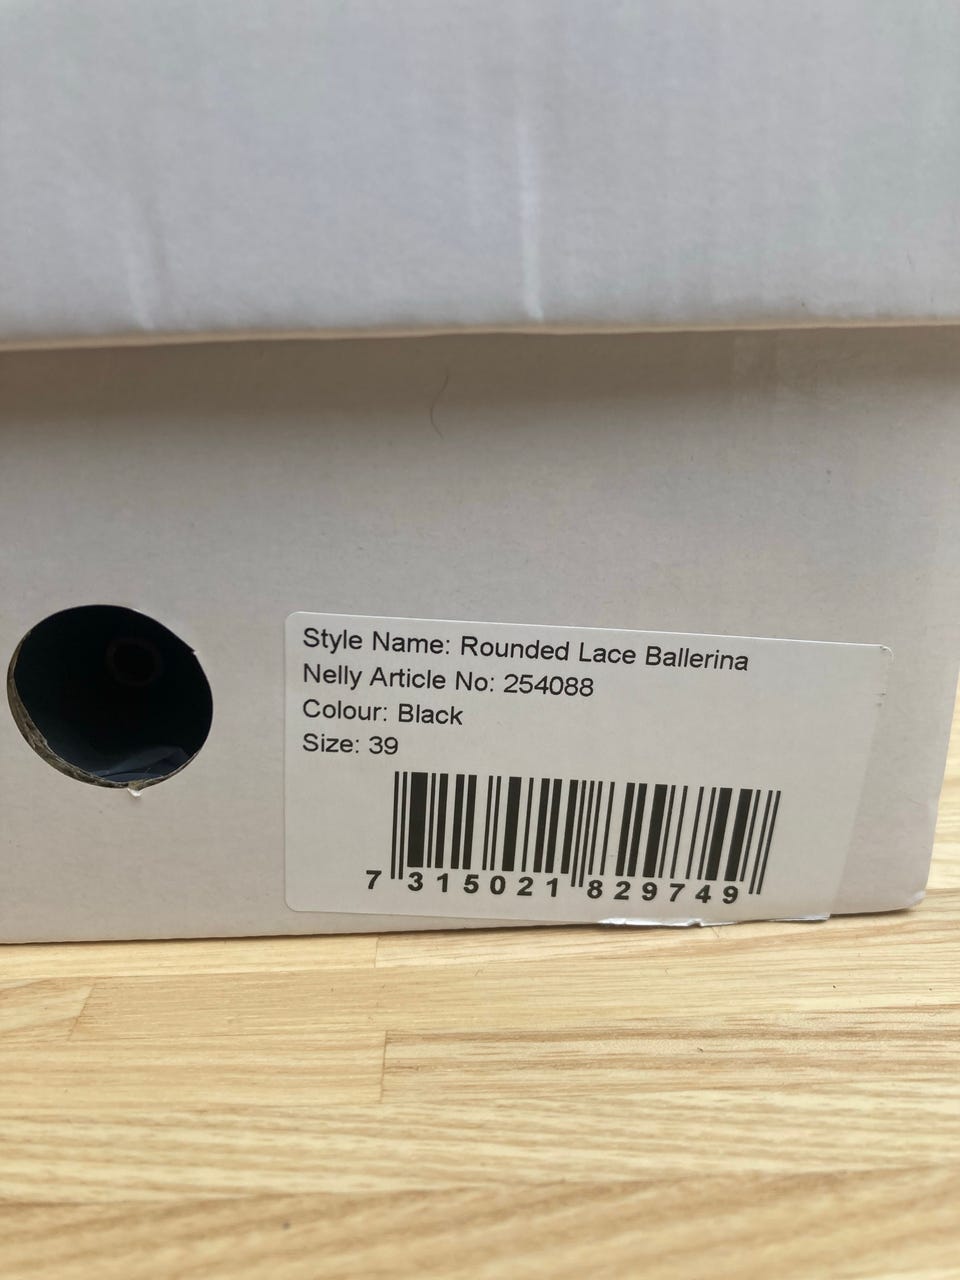 Style Name: Rounded Lace Ballerina
Nelly Article No: 254088
Colour: Black
Size: 39
7 315021 829749